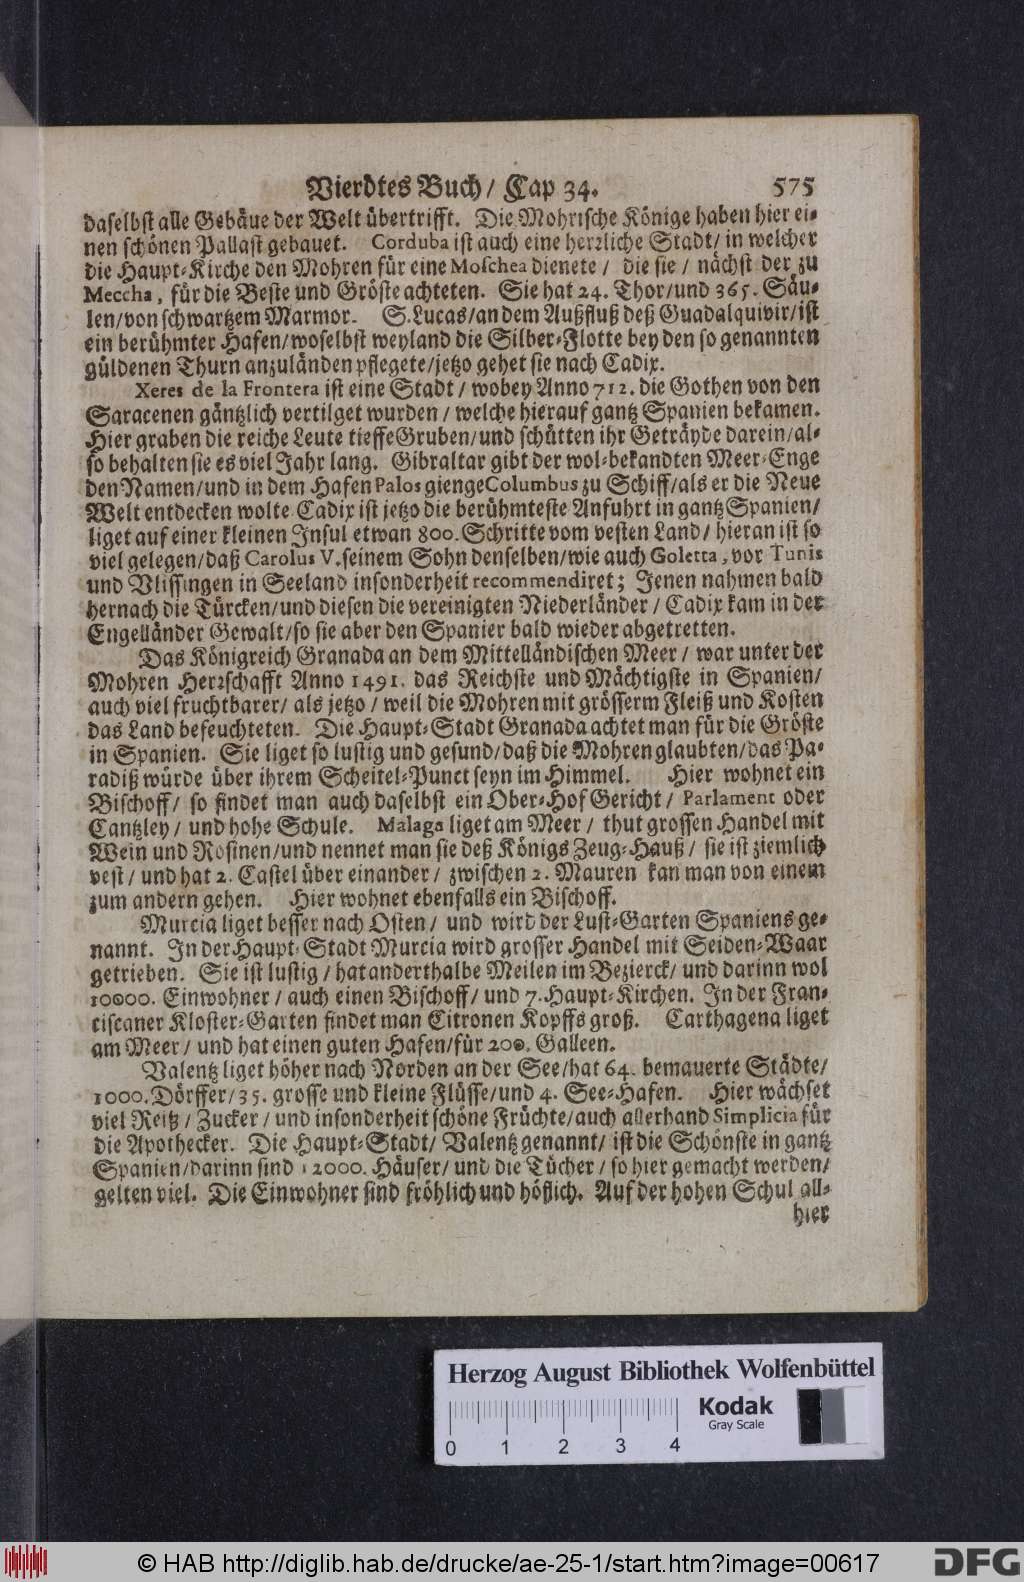 Vierdtes Buch/ Cap 34. 575
daselbst alle Gebäue der Welt übertrifft. Die Mohrische Könige haben hier ei-
nen schönen Pallast gebauet. Corduba ist auch eine herrliche Stadt/ in welcher
die Haupt-Kirche den Mohren für eine Moschea dienete/ die sie/ nächst der zu
Meccha, für die Beste und Gröste achteten. Sie hat 24. Thor/und 365. Säu-
len/von schwartzem Marmor. S. Lucas/an dem Außfluß deß Guadalquivir/ist
ein berühmter Hafen/woselbst weyland die Silber-Flotte bey den so genannten
güldenen Thurn anzuländen pflegete/jetzo gehet sie nach Cadix.
Xeres de la Frontera ist eine Stadt/ wobey Anno 712. die Gothen von den
Saracenen gäntzlich vertilget wurden/ welche hierauf gantz Spanien bekamen.
Hier graben die reiche Leute tieffe Gruben/und schütten ihr Geträyde darein/al-
so behalten sie es viel Jahr lang. Gibraltar gibt der wol-bekandten Meer-Enge
den Namen/und in dem Hafen Palos gienge Columbus zu Schiff/als er die Neue
Welt entdecken wolte Cadix ist jetzo die berühmteste Anfuhrt in gantz Spanien/
liget auf einer kleinen Insul etwan 800. Schritte vom vesten Land/ hieran ist so
viel gelegen/daß Carolus V. seinem Sohn denselben/wie auch Goletta, vor Tunis
und Vlissingen in Seeland insonderheit recommendiret; Jenen nahmen bald
hernach die Türcken/und diesen die vereinigten Niederländer/ Cadix kam in der
Engelländer Gewalt/so sie aber den Spanier bald wieder abgetretten.
Das Königreich Granada an dem Mittelländischen Meer/ war unter der
Mohren Herrschafft Anno 1491. das Reichste und Mächtigste in Spanien/
auch viel fruchtbarer/ als jetzo/ weil die Mohren mit grösserm Fleiß und Kosten
das Land befeuchteten. Die Haupt-Stadt Granada achtet man für die Gröste
in Spanien. Sie liget so lustig und gesund/daß die Mohren glaubten/das Pa-
radiß würde über ihrem Scheitel-Punct seyn im Himmel. Hier wohnet ein
Bischoff/ so findet man auch daselbst ein Ober-Hof Gericht/ Parlament oder
Cantzley/ und hohe Schule. Malaga liget am Meer/ thut grossen Handel mit
Wein und Rosinen/und nennet man sie deß Königs Zeug-Hauß/ sie ist ziemlich
vest/ und hat 2. Castel über einander/ zwischen 2. Mauren kan man von einem
zum andern gehen. Hier wohnet ebenfalls ein Bischoff.
Murcia liget besser nach Osten/ und wird der Lust-Garten Spaniens ge-
nannt. In der Haupt-Stadt Murcia wird grosser Handel mit Seiden-Waar
getrieben. Sie ist lustig/ hat anderthalbe Meilen im Bezierck/ und darinn wol
10000. Einwohner/ auch einen Bischoff/ und 7. Haupt-Kirchen. In der Fran-
ciscaner Kloster-Garten findet man Citronen Kopffs groß. Carthagena liget
am Meer/ und hat einen guten Hafen/für 200. Galleen.
Valentz liget höher nach Norden an der See/hat 64. bemauerte Städte/
1000. Dörffer/35. grosse und kleine Flüsse/und 4. See-Hafen. Hier wächset
viel Reitz/ Zucker/ und insonderheit schöne Früchte/auch allerhand Simplicia für
die Apothecker. Die Haupt-Stadt/ Valentz genannt/ ist die Schönste in gantz
Spanien/darinn sind 12000. Häuser/ und die Tücher/ so hier gemacht werden/
gelten viel. Die Einwohner sind fröhlich und höflich. Auf der hohen Schul all-
hier
Herzog August Bibliothek Wolfenbüttel
Kodak
Gray Scale
0 1 2 3 4
© HAB http://diglib.hab.de/drucke/ae-25-1/start.htm?image=00617
DFG